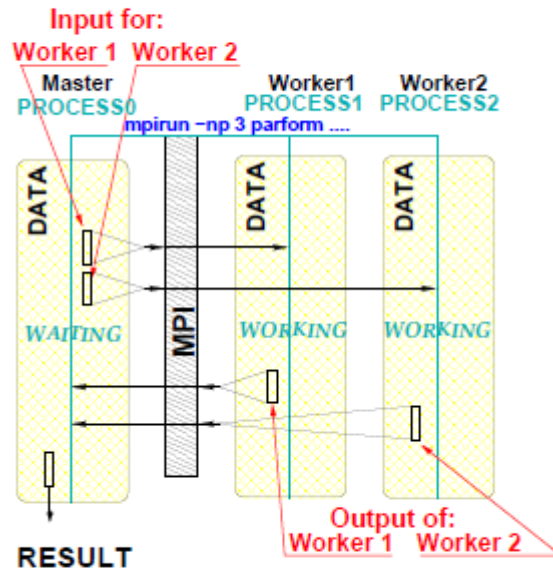 Input for:
Worker 1 Worker 2
Master Worker1 Worker2
PROCESS0 PROCESS1 PROCESS2
mpirun -np 3 parform ....
DATA DATA DATA
WAITING MPI WORKING WORKING
Output of:
Worker 1 Worker 2
RESULT